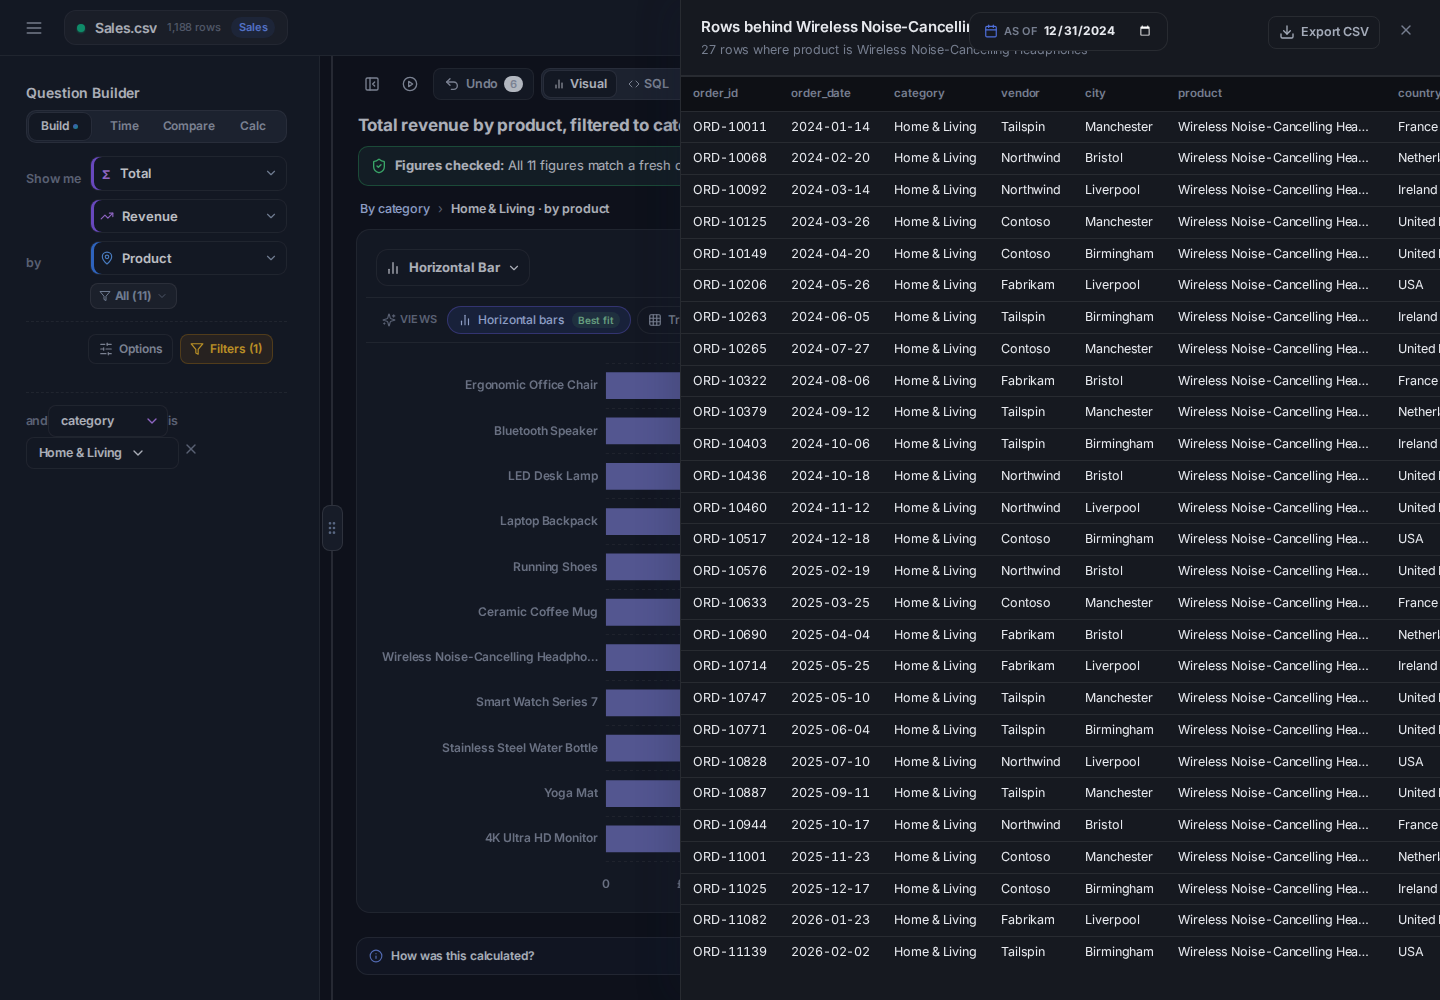 Sales.csv 1,188 rows Sales
Question Builder
Build Time Compare Calc
Show me Total
Revenue
by Product
All (11)
Options Filters (1)
and category is
Home & Living
Undo 6 Visual SQL
Total revenue by product, filtered to cat
Figures checked: All 11 figures match a fresh
By category › Home & Living · by product
Horizontal Bar
VIEWS Horizontal bars Best fit Tr
Ergonomic Office Chair
Bluetooth Speaker
LED Desk Lamp
Laptop Backpack
Running Shoes
Ceramic Coffee Mug
Wireless Noise-Cancelling Headpho...
Smart Watch Series 7
Stainless Steel Water Bottle
Yoga Mat
4K Ultra HD Monitor
0
How was this calculated?
Rows behind Wireless Noise-Cancellin
27 rows where product is Wireless Noise-Cancelling Headphones
AS OF 12/31/2024
Export CSV
order_id order_date category vendor city product country
ORD-10011 2024-01-14 Home & Living Tailspin Manchester Wireless Noise-Cancelling Hea... France
ORD-10068 2024-02-20 Home & Living Northwind Bristol Wireless Noise-Cancelling Hea... Netherl
ORD-10092 2024-03-14 Home & Living Northwind Liverpool Wireless Noise-Cancelling Hea... Ireland
ORD-10125 2024-03-26 Home & Living Contoso Manchester Wireless Noise-Cancelling Hea... United
ORD-10149 2024-04-20 Home & Living Contoso Birmingham Wireless Noise-Cancelling Hea... United
ORD-10206 2024-05-26 Home & Living Fabrikam Liverpool Wireless Noise-Cancelling Hea... USA
ORD-10263 2024-06-05 Home & Living Tailspin Birmingham Wireless Noise-Cancelling Hea... Ireland
ORD-10265 2024-07-27 Home & Living Contoso Manchester Wireless Noise-Cancelling Hea... United
ORD-10322 2024-08-06 Home & Living Fabrikam Bristol Wireless Noise-Cancelling Hea... France
ORD-10379 2024-09-12 Home & Living Tailspin Manchester Wireless Noise-Cancelling Hea... Netherl
ORD-10403 2024-10-06 Home & Living Tailspin Birmingham Wireless Noise-Cancelling Hea... Ireland
ORD-10436 2024-10-18 Home & Living Northwind Bristol Wireless Noise-Cancelling Hea... United
ORD-10460 2024-11-12 Home & Living Northwind Liverpool Wireless Noise-Cancelling Hea... United
ORD-10517 2024-12-18 Home & Living Contoso Birmingham Wireless Noise-Cancelling Hea... USA
ORD-10576 2025-02-19 Home & Living Northwind Bristol Wireless Noise-Cancelling Hea... United
ORD-10633 2025-03-25 Home & Living Contoso Manchester Wireless Noise-Cancelling Hea... France
ORD-10690 2025-04-04 Home & Living Fabrikam Bristol Wireless Noise-Cancelling Hea... Netherl
ORD-10714 2025-05-25 Home & Living Fabrikam Liverpool Wireless Noise-Cancelling Hea... Ireland
ORD-10747 2025-05-10 Home & Living Tailspin Manchester Wireless Noise-Cancelling Hea... United
ORD-10771 2025-06-04 Home & Living Tailspin Birmingham Wireless Noise-Cancelling Hea... United
ORD-10828 2025-07-10 Home & Living Northwind Liverpool Wireless Noise-Cancelling Hea... USA
ORD-10887 2025-09-11 Home & Living Tailspin Manchester Wireless Noise-Cancelling Hea... United
ORD-10944 2025-10-17 Home & Living Northwind Bristol Wireless Noise-Cancelling Hea... France
ORD-11001 2025-11-23 Home & Living Contoso Manchester Wireless Noise-Cancelling Hea... Netherl
ORD-11025 2025-12-17 Home & Living Contoso Birmingham Wireless Noise-Cancelling Hea... Ireland
ORD-11082 2026-01-23 Home & Living Fabrikam Liverpool Wireless Noise-Cancelling Hea... United
ORD-11139 2026-02-02 Home & Living Tailspin Birmingham Wireless Noise-Cancelling Hea... USA